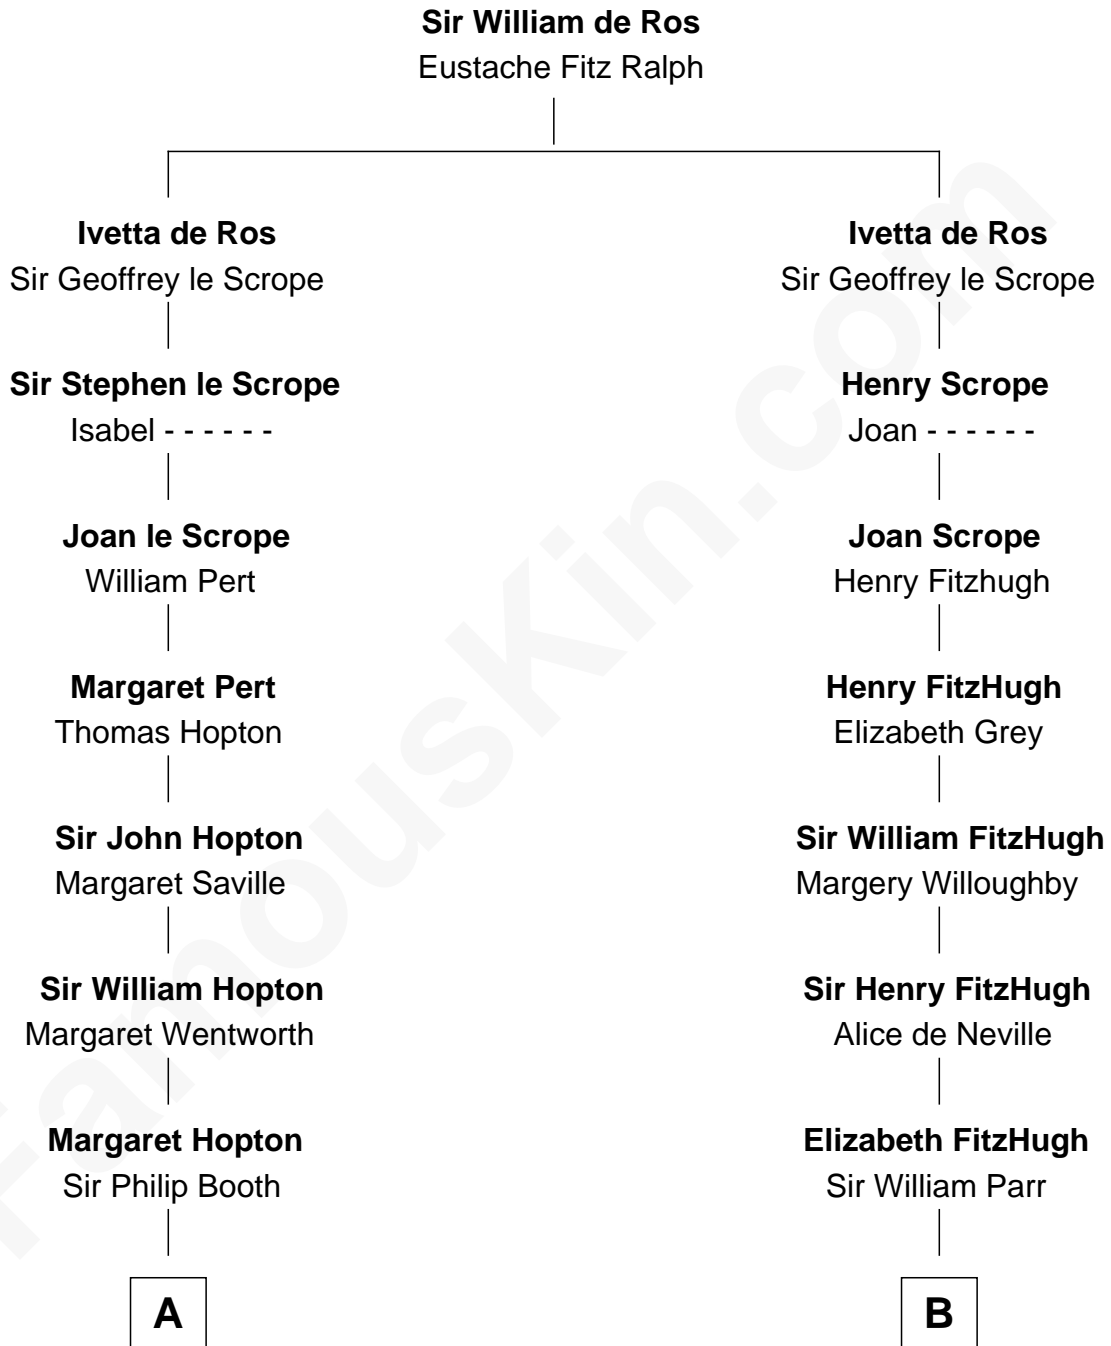 Sir William de Ros
Eustache Fitz Ralph
Ivetta de Ros
Sir Geoffrey le Scrope
Sir Stephen le Scrope
Isabel - - - - - -
Joan le Scrope
William Pert
Margaret Pert
Thomas Hopton
Sir John Hopton
Margaret Saville
Sir William Hopton
Margaret Wentworth
Margaret Hopton
Sir Philip Booth
A
Ivetta de Ros
Sir Geoffrey le Scrope
Henry Scrope
Joan - - - - - -
Joan Scrope
Henry Fitzhugh
Henry FitzHugh
Elizabeth Grey
Sir William FitzHugh
Margery Willoughby
Sir Henry FitzHugh
Alice de Neville
Elizabeth FitzHugh
Sir William Parr
B
FamousKin.com